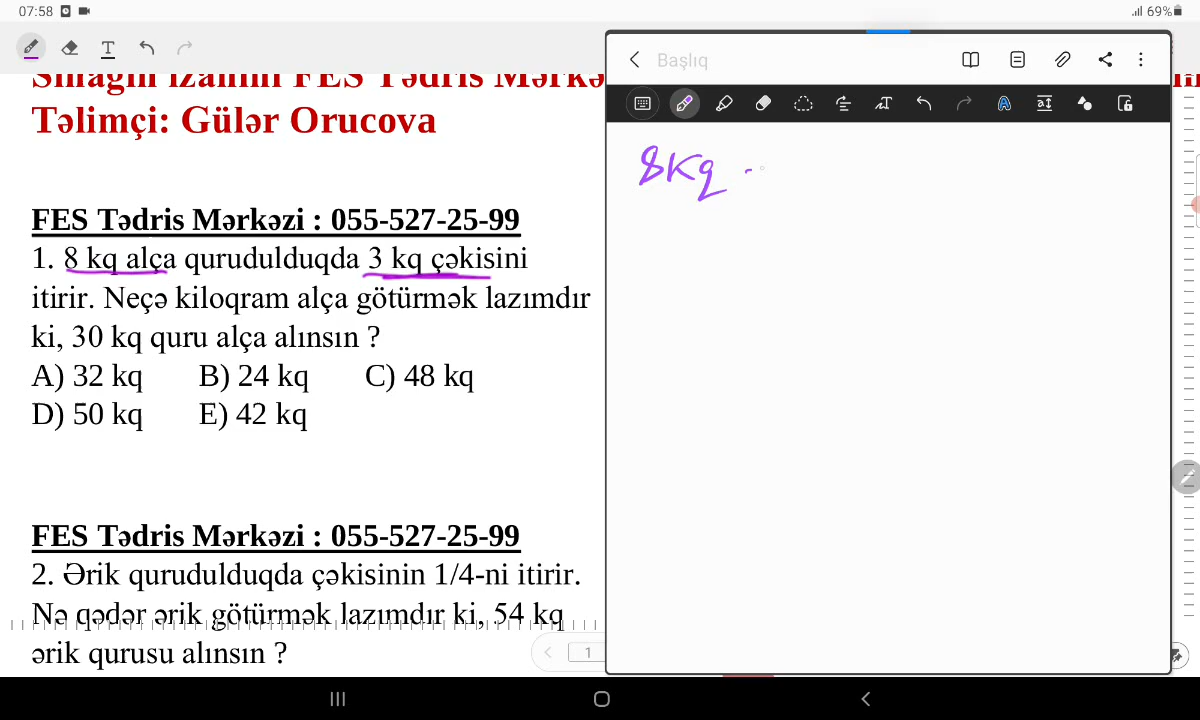 07:58
69%
Təlimçi: Gülər Orucova
FES Tədris Mərkəzi : 055-527-25-99
1. 8 kq alça qurudulduqda 3 kq çəkisini
itirir. Neçə kiloqram alça götürmək lazımdır
ki, 30 kq quru alça alınsın ?
A) 32 kq B) 24 kq C) 48 kq
D) 50 kq E) 42 kq
FES Tədris Mərkəzi : 055-527-25-99
2. Ərik qurudulduqda çəkisinin 1/4-ni itirir.
Nə qədər ərik götürmək lazımdır ki, 54 kq
ərik qurusu alınsın ?
1
Başlıq
8Kq -